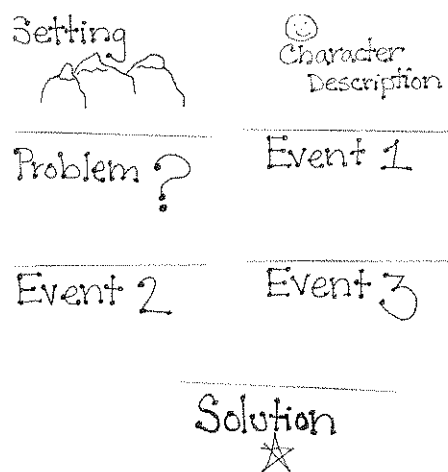 Setting
Character
Description
Problem ?
Event 1
Event 2
Event 3
Solution